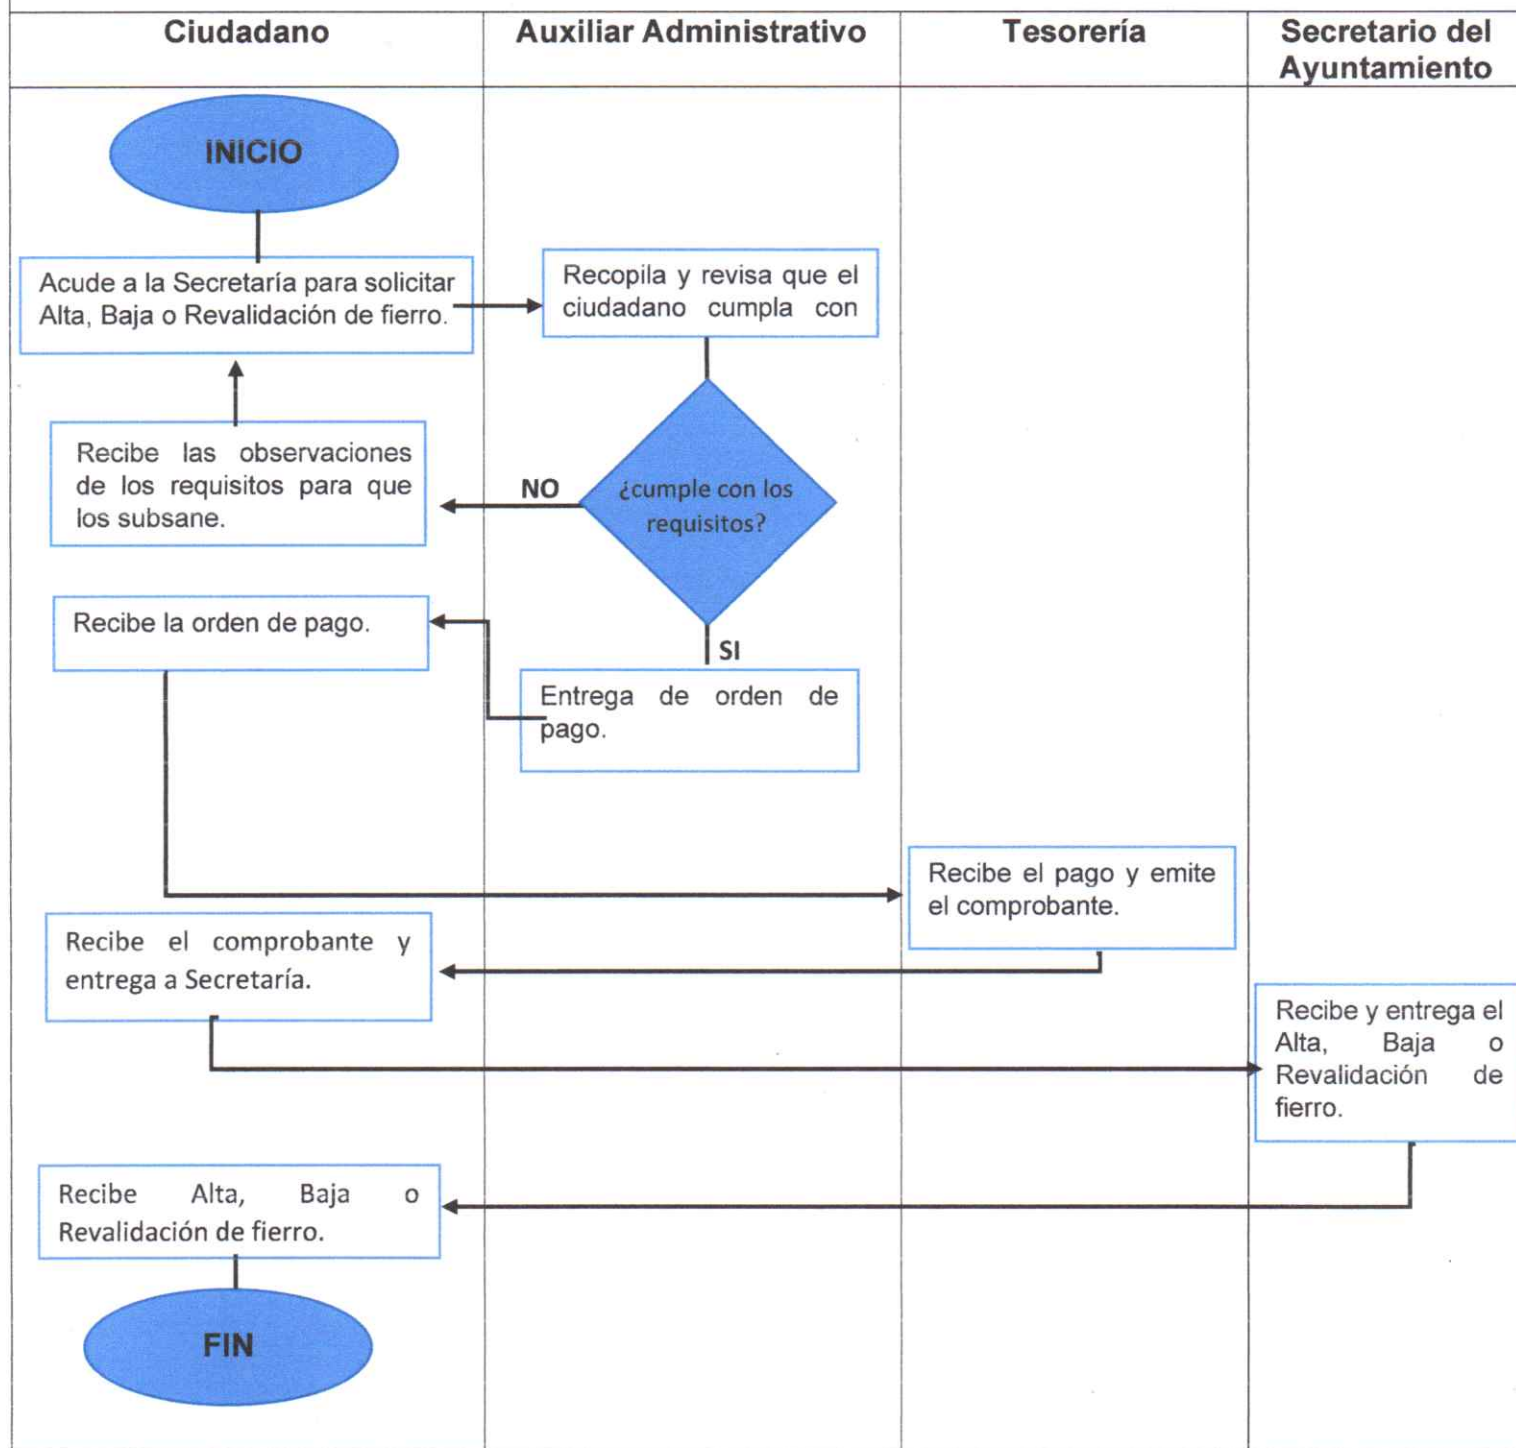 Ciudadano
Auxiliar Administrativo
Tesorería
Secretario del
Ayuntamiento
INICIO
Acude a la Secretaría para solicitar
Alta, Baja o Revalidación de fierro.
Recopila y revisa que el
ciudadano cumpla con
Recibe las observaciones
de los requisitos para que
los subsane.
NO
¿cumple con los
requisitos?
SI
Recibe la orden de pago.
Entrega de orden de
pago.
Recibe el pago y emite
el comprobante.
Recibe el comprobante y
entrega a Secretaría.
Recibe y entrega el
Alta, Baja o
Revalidación de
fierro.
Recibe Alta, Baja o
Revalidación de fierro.
FIN